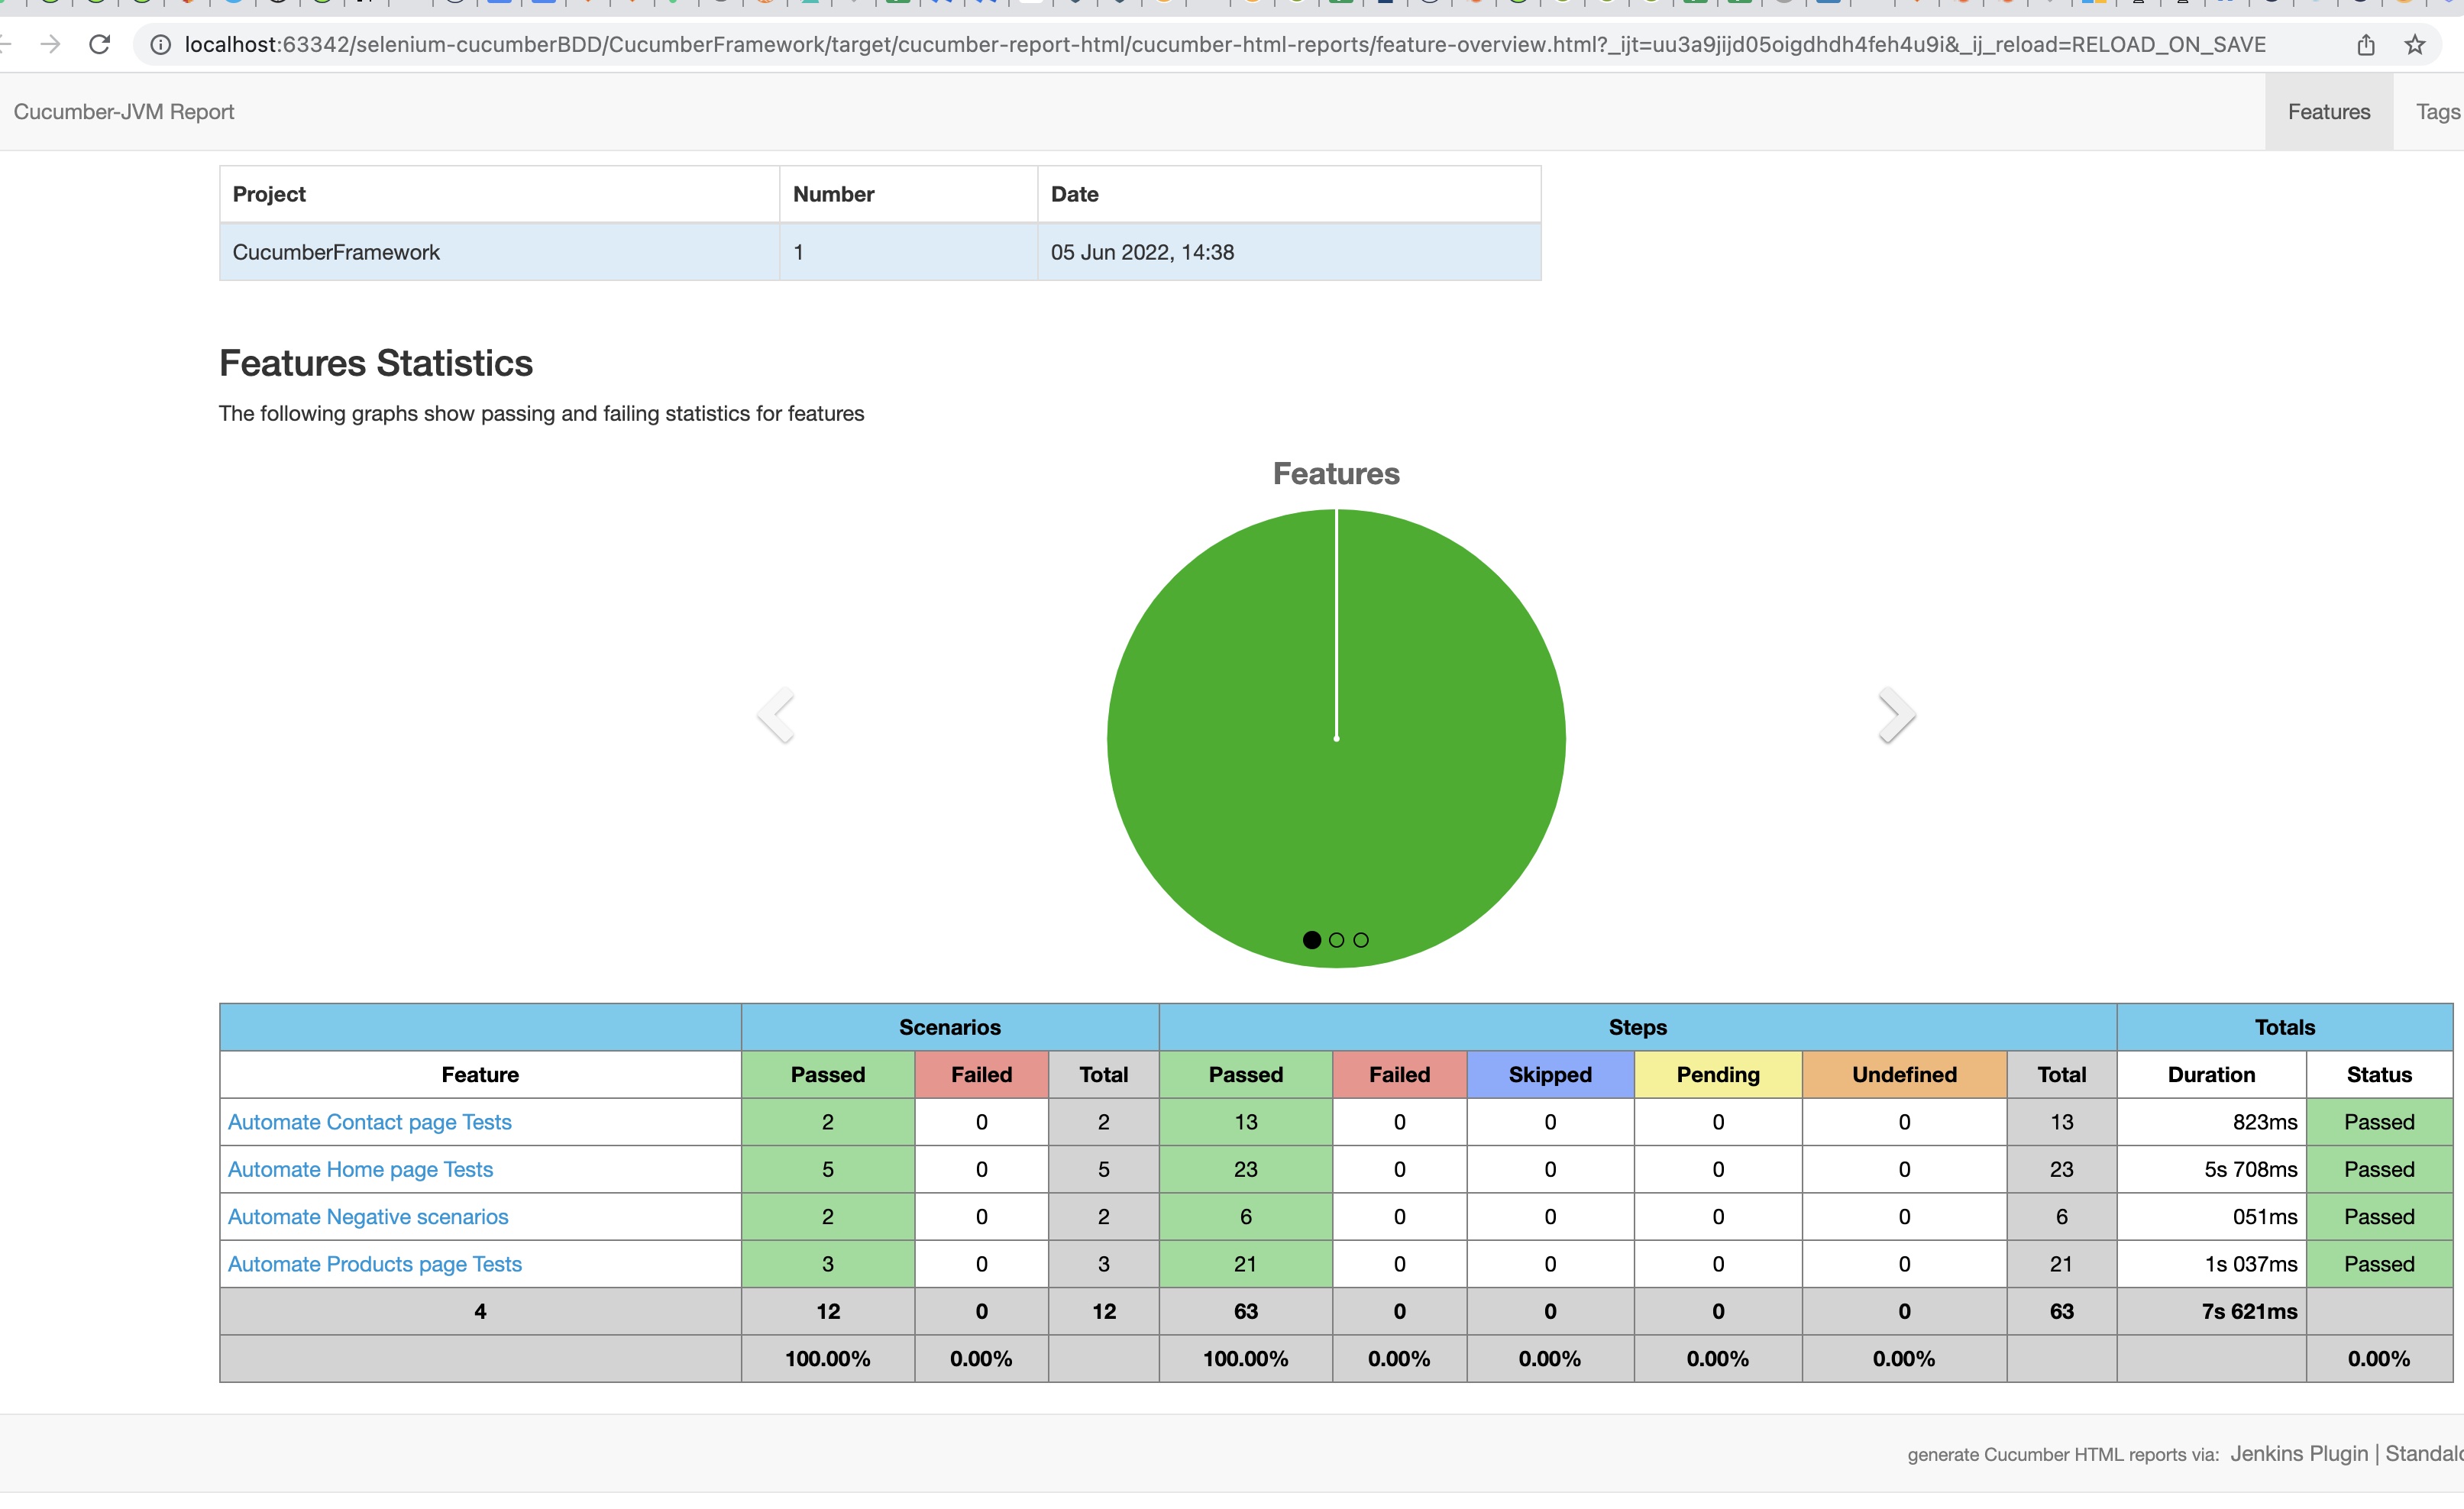 localhost:63342/selenium-cucumberBDD/CucumberFramework/target/cucumber-report-html/cucumber-html-reports/feature-overview.html?_ijt=uu3a9jijd05oigdhdh4feh4u9i&_ij_reload=RELOAD_ON_SAVE
Cucumber-JVM Report Features Tags
Project Number Date
CucumberFramework 1 05 Jun 2022, 14:38
Features Statistics
The following graphs show passing and failing statistics for features
Features
Scenarios Steps Totals
Feature Passed Failed Total Passed Failed Skipped Pending Undefined Total Duration Status
Automate Contact page Tests 2 0 2 13 0 0 0 0 13 823ms Passed
Automate Home page Tests 5 0 5 23 0 0 0 0 23 5s 708ms Passed
Automate Negative scenarios 2 0 2 6 0 0 0 0 6 051ms Passed
Automate Products page Tests 3 0 3 21 0 0 0 0 21 1s 037ms Passed
4 12 0 12 63 0 0 0 0 63 7s 621ms
100.00% 0.00% 100.00% 0.00% 0.00% 0.00% 0.00% 0.00%
generate Cucumber HTML reports via: Jenkins Plugin |